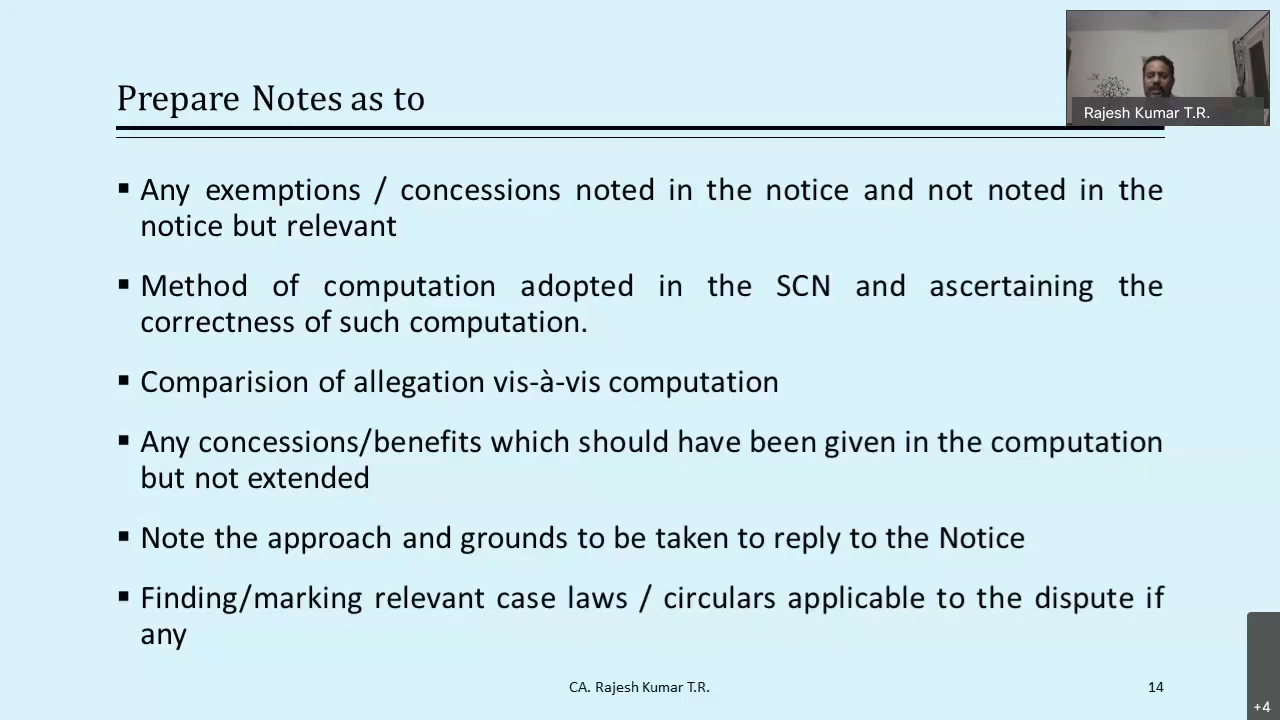 Prepare Notes as to
Rajesh Kumar T.R.
▪ Any exemptions / concessions noted in the notice and not noted in the
notice but relevant
▪ Method of computation adopted in the SCN and ascertaining the
correctness of such computation.
▪ Comparision of allegation vis-à-vis computation
▪ Any concessions/benefits which should have been given in the computation
but not extended
▪ Note the approach and grounds to be taken to reply to the Notice
▪ Finding/marking relevant case laws / circulars applicable to the dispute if
any
CA. Rajesh Kumar T.R.
14
+4